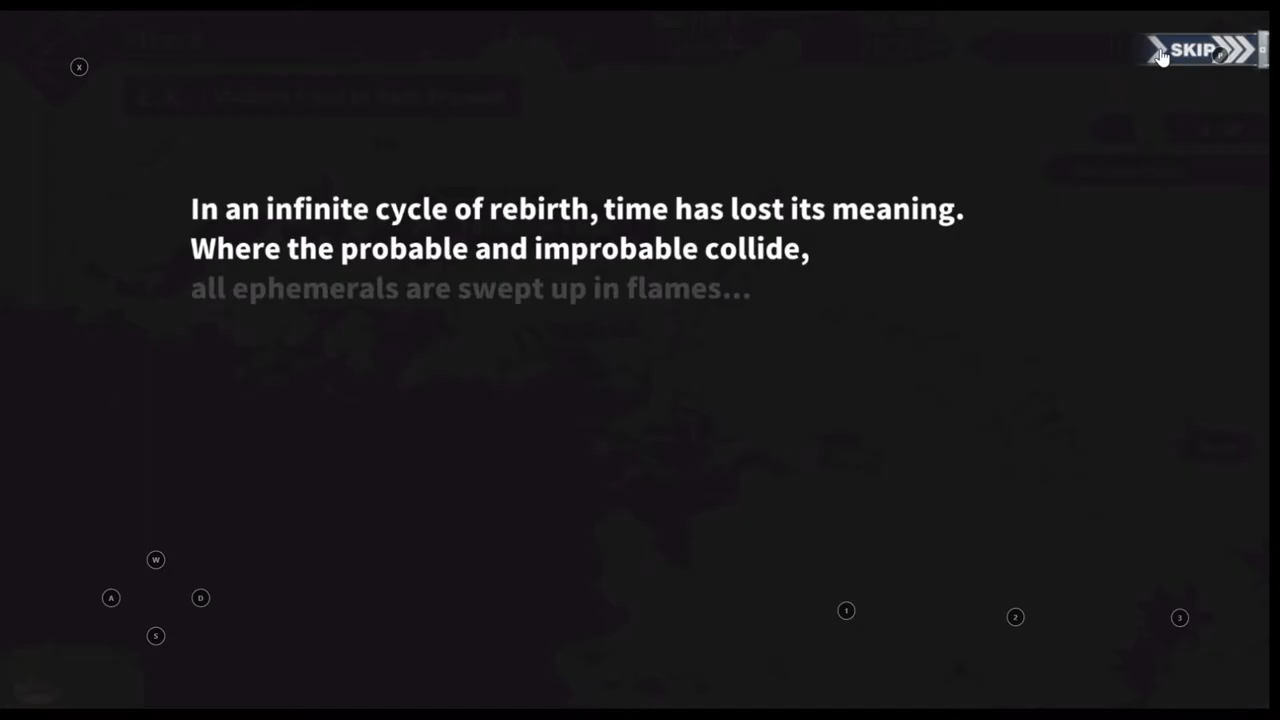 SKIP
X
P
In an infinite cycle of rebirth, time has lost its meaning.
Where the probable and improbable collide,
all ephemerals are swept up in flames...
W
A
D
S
1
2
3